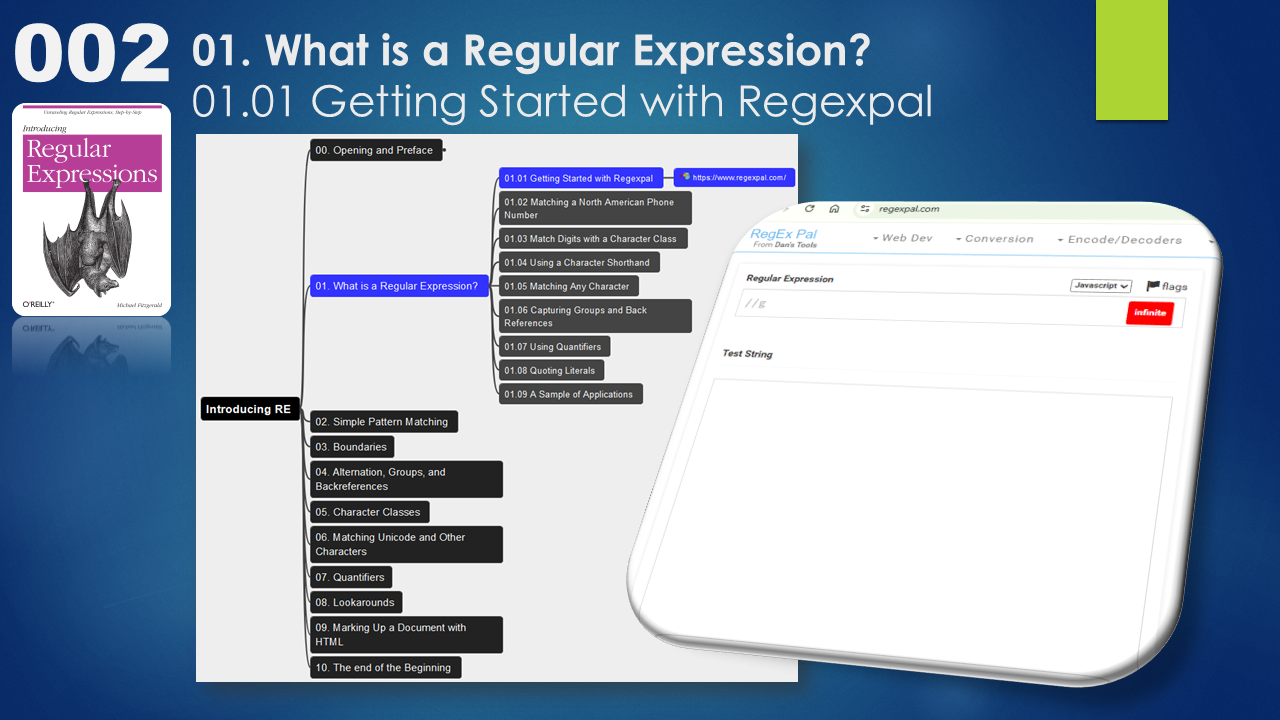 002
01. What is a Regular Expression?
01.01 Getting Started with Regexpal
Unraveling Regular Expressions, Step-by-Step
Introducing
Regular
Expressions
O'REILLY®
Michael Fitzgerald
Introducing RE
00. Opening and Preface
01. What is a Regular Expression?
01.01 Getting Started with Regexpal
https://www.regexpal.com/
01.02 Matching a North American Phone
Number
01.03 Match Digits with a Character Class
01.04 Using a Character Shorthand
01.05 Matching Any Character
01.06 Capturing Groups and Back
References
01.07 Using Quantifiers
01.08 Quoting Literals
01.09 A Sample of Applications
02. Simple Pattern Matching
03. Boundaries
04. Alternation, Groups, and
Backreferences
05. Character Classes
06. Matching Unicode and Other
Characters
07. Quantifiers
08. Lookarounds
09. Marking Up a Document with
HTML
10. The end of the Beginning
regexpal.com
RegEx Pal
From Dan's Tools
Web Dev
Conversion
Encode/Decoders
Regular Expression
Javascript
flags
//g
infinite
Test String